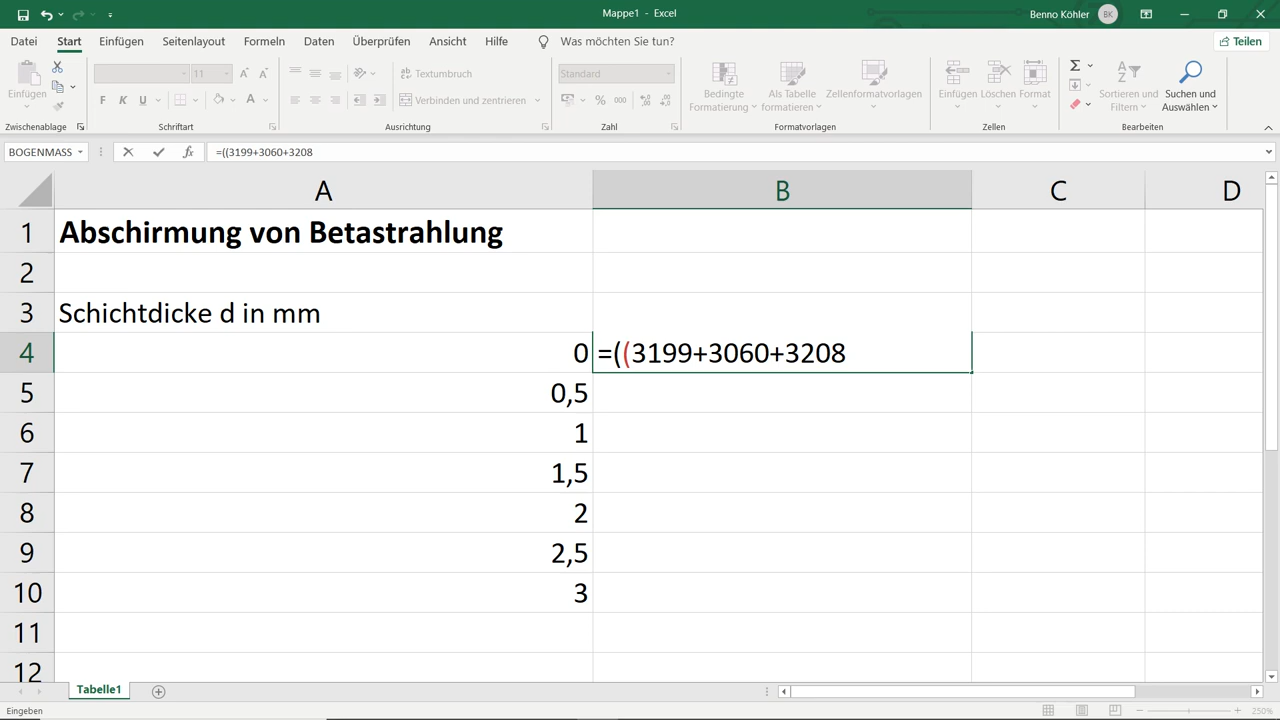 Mappe1 - Excel
Benno Köhler BK
Datei Start Einfügen Seitenlayout Formeln Daten Überprüfen Ansicht Hilfe Was möchten Sie tun? Teilen
11 Textumbruch Standard
Einfügen F K U A Verbinden und zentrieren % 000
Bedingte Formatierung
Als Tabelle formatieren
Zellenformatvorlagen
Einfügen Löschen Format
Sortieren und Filtern
Suchen und Auswählen
Zwischenablage Schriftart Ausrichtung Zahl Formatvorlagen Zellen Bearbeiten
BOGENMASS fx =((3199+3060+3208
A B C D
1 Abschirmung von Betastrahlung
2
3 Schichtdicke d in mm
4 0 =((3199+3060+3208
5 0,5
6 1
7 1,5
8 2
9 2,5
10 3
11
12
Tabelle1
Eingeben 250%